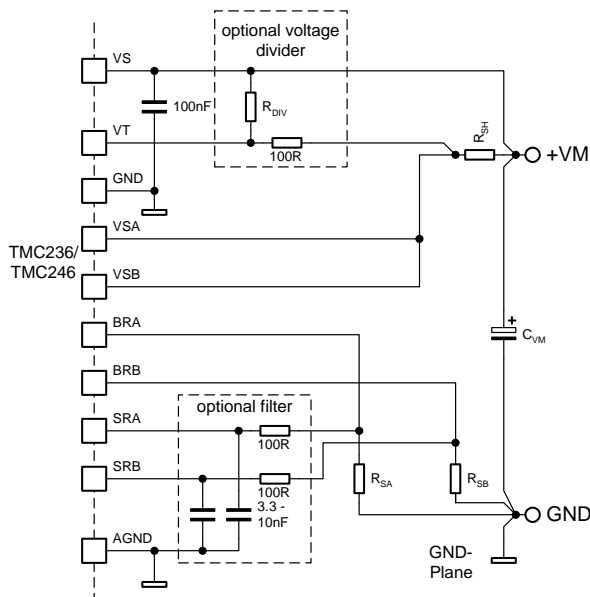 optional voltage
divider
VS
100nF
R_DIV
VT
100R
R_SH
+VM
GND
VSA
TMC236/
TMC246
VSB
BRA
+
C_VM
BRB
optional filter
SRA
100R
SRB
100R
R_SA
R_SB
3.3 -
10nF
GND
AGND
GND-
Plane